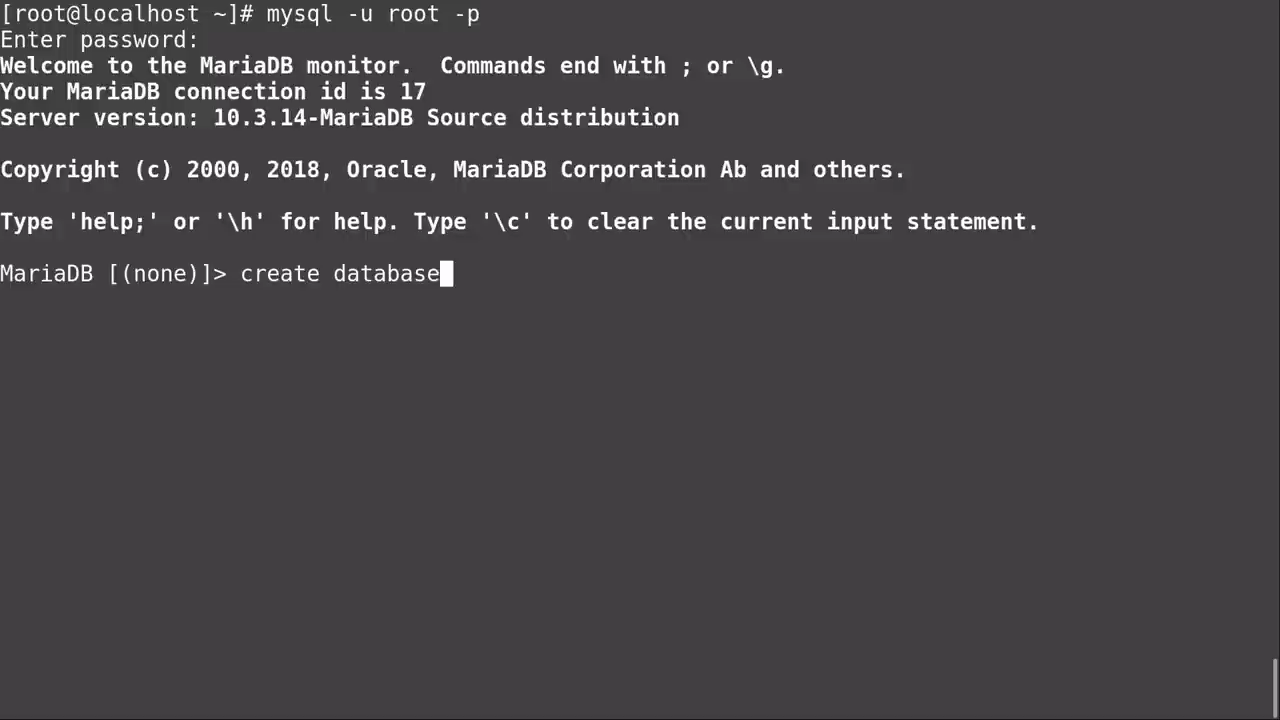 [root@localhost ~]# mysql -u root -p
Enter password:
Welcome to the MariaDB monitor.  Commands end with ; or \g.
Your MariaDB connection id is 17
Server version: 10.3.14-MariaDB Source distribution
Copyright (c) 2000, 2018, Oracle, MariaDB Corporation Ab and others.
Type 'help;' or '\h' for help. Type '\c' to clear the current input statement.
MariaDB [(none)]> create database